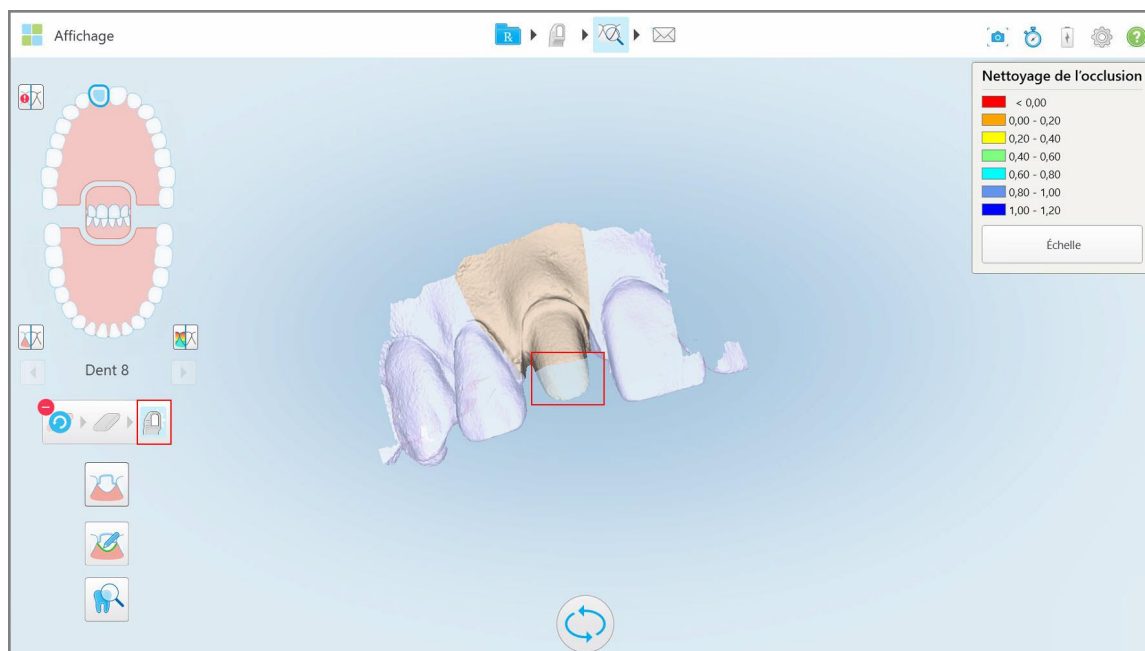 Affichage
R
?
Nettoyage de l’occlusion
< 0,00
0,00 - 0,20
0,20 - 0,40
0,40 - 0,60
0,60 - 0,80
0,80 - 1,00
1,00 - 1,20
Échelle
Dent 8